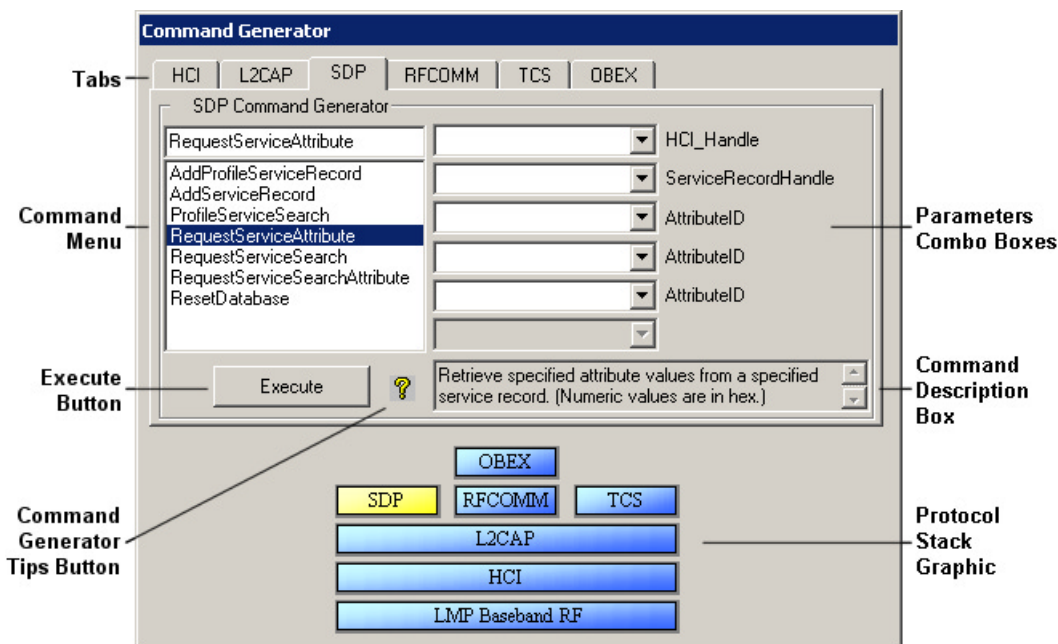 Command Generator
Tabs
HCI
L2CAP
SDP
RFCOMM
TCS
OBEX
SDP Command Generator
RequestServiceAttribute
HCI_Handle
AddProfileServiceRecord
AddServiceRecord
ProfileServiceSearch
RequestServiceAttribute
RequestServiceSearch
RequestServiceSearchAttribute
ResetDatabase
ServiceRecordHandle
AttributeID
AttributeID
AttributeID
Command
Menu
Parameters
Combo Boxes
Execute
Button
Execute
?
Retrieve specified attribute values from a specified
service record. (Numeric values are in hex.)
Command
Description
Box
OBEX
SDP
RFCOMM
TCS
L2CAP
HCI
LMP Baseband RF
Command
Generator
Tips Button
Protocol
Stack
Graphic